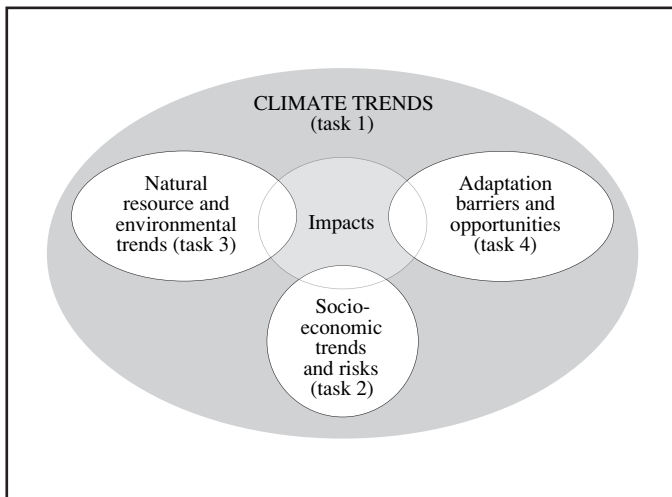 CLIMATE TRENDS
(task 1)
Natural
resource and
environmental
trends (task 3)
Impacts
Adaptation
barriers and
opportunities
(task 4)
Socio-
economic
trends
and risks
(task 2)